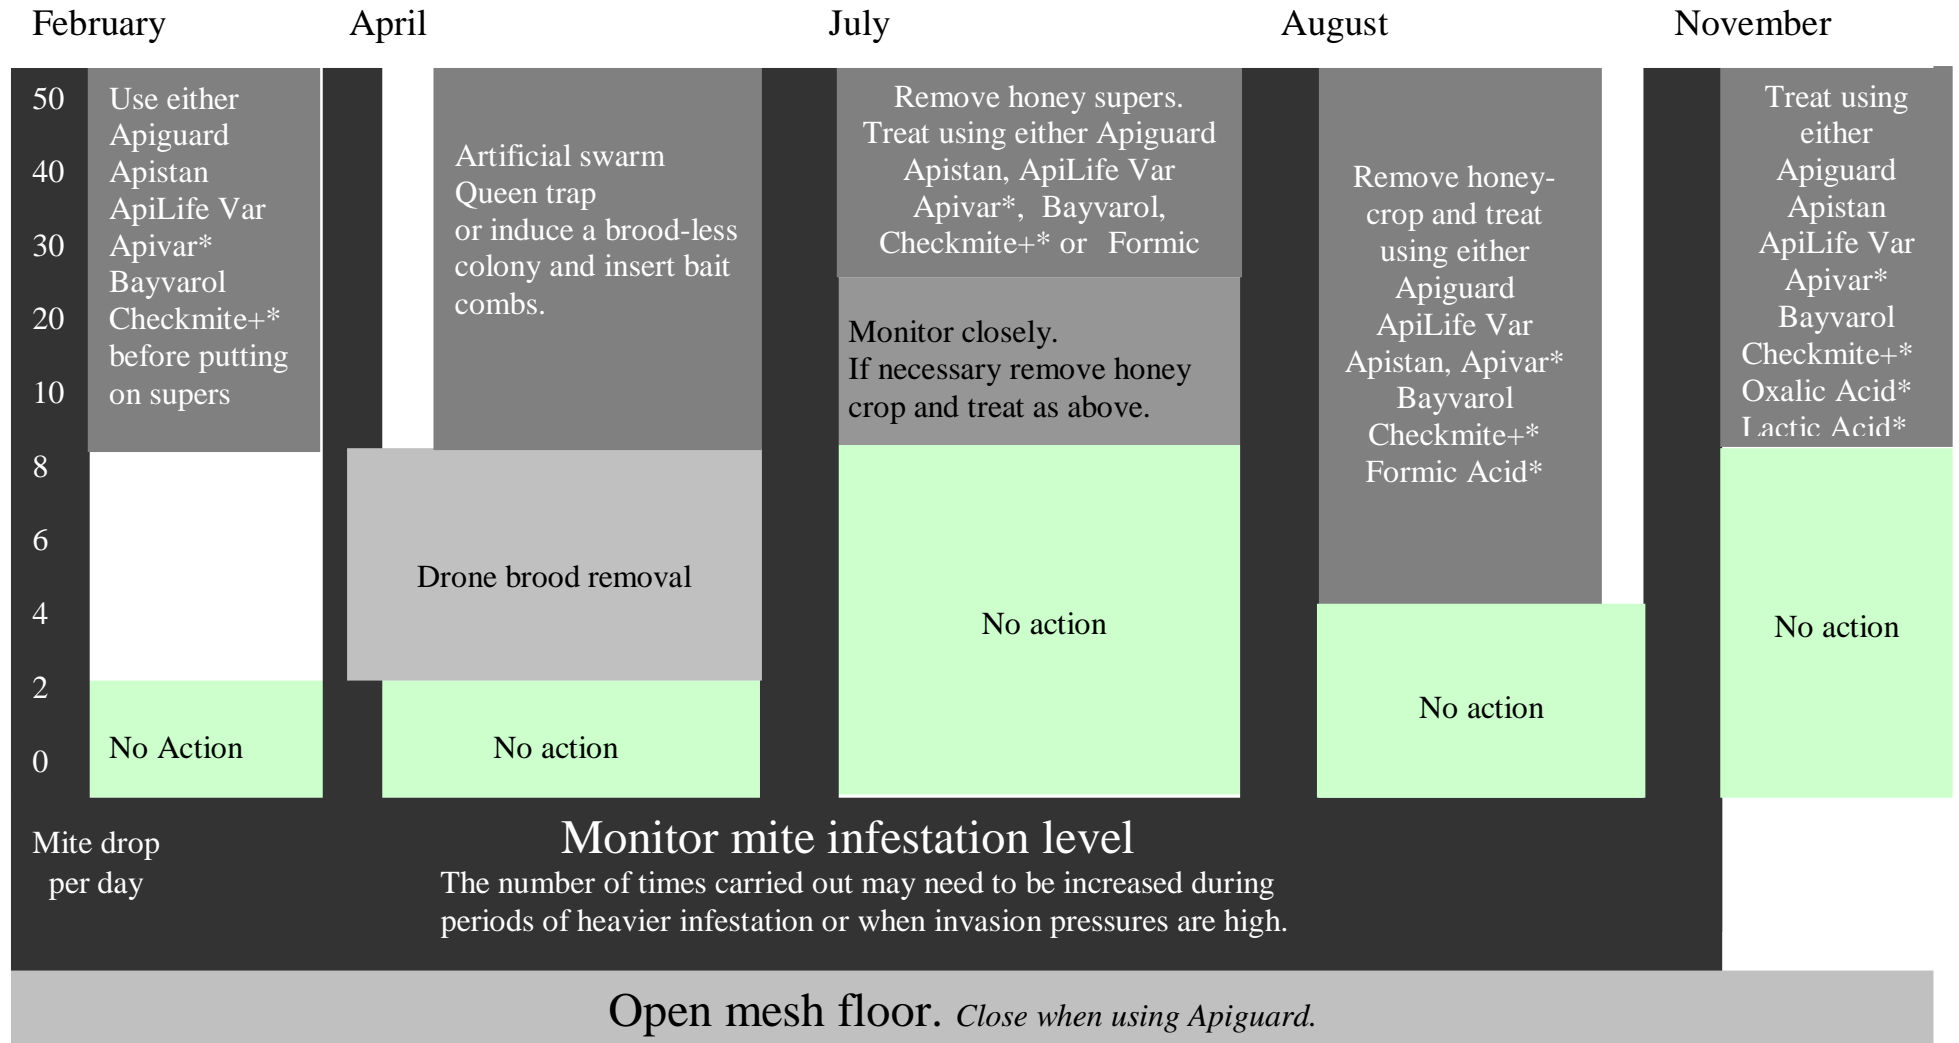 February
April
July
August
November
50
40
30
20
10
8
6
4
2
0
Mite drop
per day
Use either
Apiguard
Apistan
ApiLife Var
Apivar*
Bayvarol
Checkmite+*
before putting
on supers
No Action
Artificial swarm
Queen trap
or induce a brood-less
colony and insert bait
combs.
Drone brood removal
No action
Remove honey supers.
Treat using either Apiguard
Apistan, ApiLife Var
Apivar*, Bayvarol,
Checkmite+* or Formic
Monitor closely.
If necessary remove honey
crop and treat as above.
No action
Remove honey-
crop and treat
using either
Apiguard
ApiLife Var
Apistan, Apivar*
Bayvarol
Checkmite+*
Formic Acid*
No action
Treat using
either
Apiguard
Apistan
ApiLife Var
Apivar*
Bayvarol
Checkmite+*
Oxalic Acid*
Lactic Acid*
No action
Monitor mite infestation level
The number of times carried out may need to be increased during
periods of heavier infestation or when invasion pressures are high.
Open mesh floor. Close when using Apiguard.